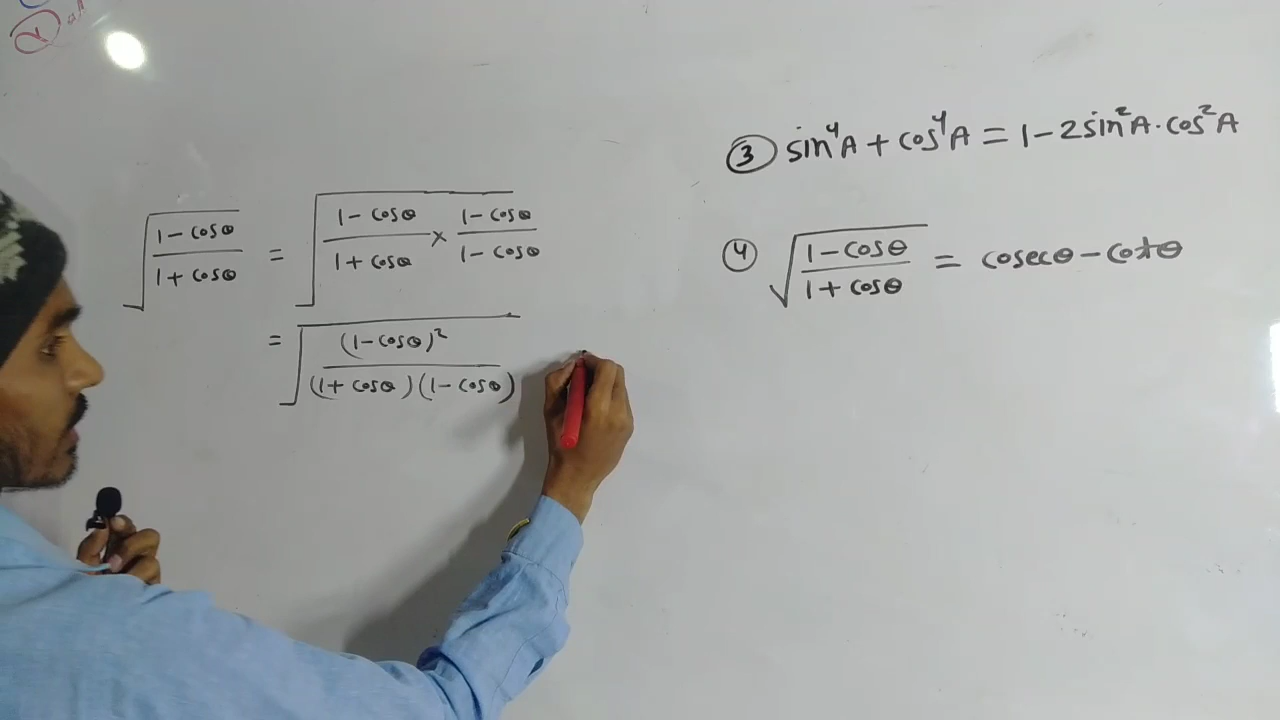 ③ sin⁴A + cos⁴A = 1 - 2sin²A · cos²A
④ √((1 - cosθ)/(1 + cosθ)) = cosecθ - cotθ
√((1 - cosθ)/(1 + cosθ)) = √((1 - cosθ)/(1 + cosθ) × (1 - cosθ)/(1 - cosθ))
= √((1 - cosθ)²/((1 + cosθ)(1 - cosθ)))